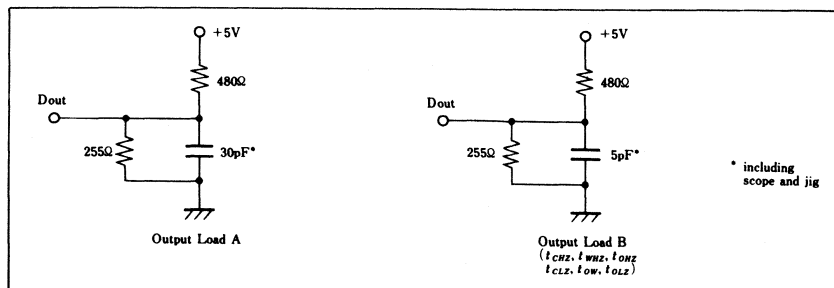 +5V
480Ω
Dout
255Ω
30pF*
Output Load A
+5V
480Ω
Dout
255Ω
5pF*
* including
scope and jig
Output Load B
(tCHZ, tWHZ, tOHZ
tCLZ, tOW, tOLZ)